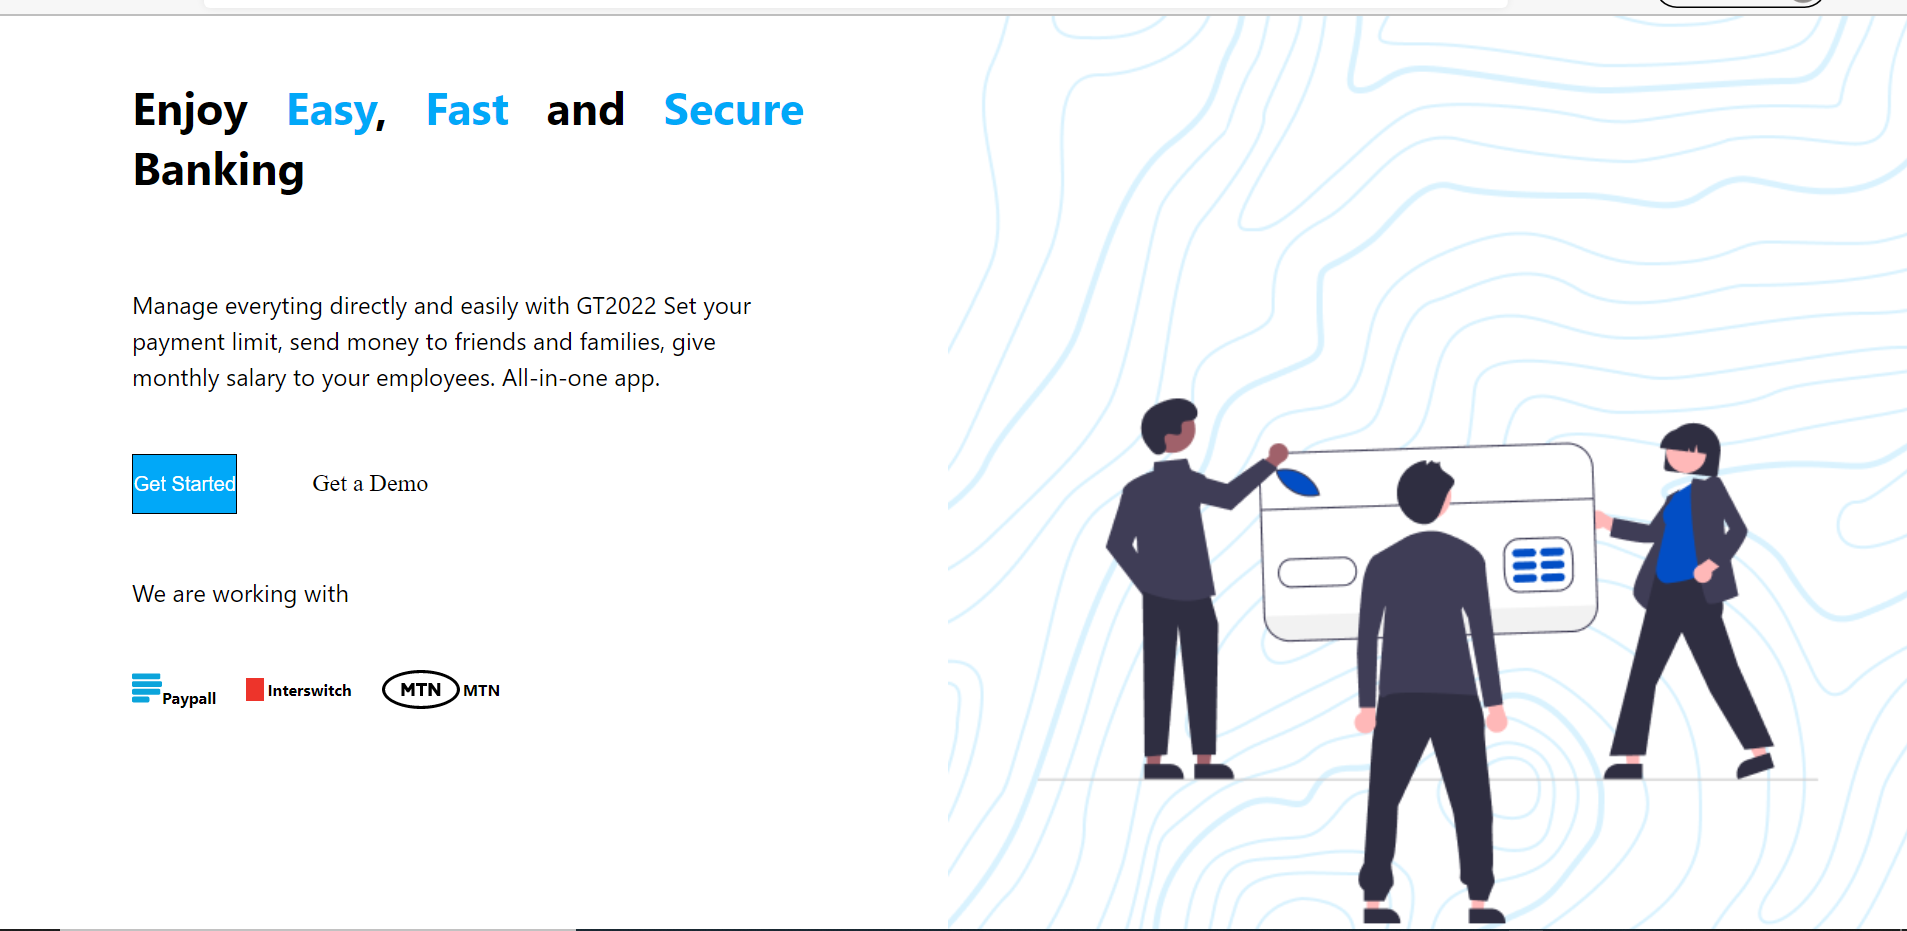 Enjoy Easy, Fast and Secure
Banking
Manage everyting directly and easily with GT2022 Set your
payment limit, send money to friends and families, give
monthly salary to your employees. All-in-one app.
Get Started
Get a Demo
We are working with
Paypall
Interswitch
MTN
MTN